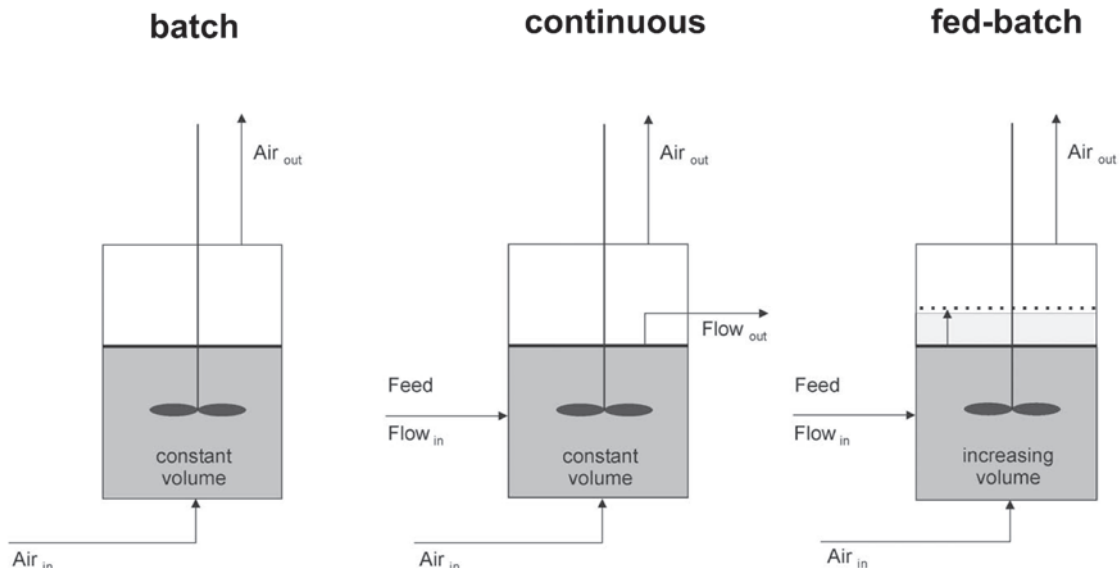 batch
Air out
constant
volume
Air in
continuous
Air out
Flow out
Feed
Flow in
constant
volume
Air in
fed-batch
Air out
Feed
Flow in
increasing
volume
Air in